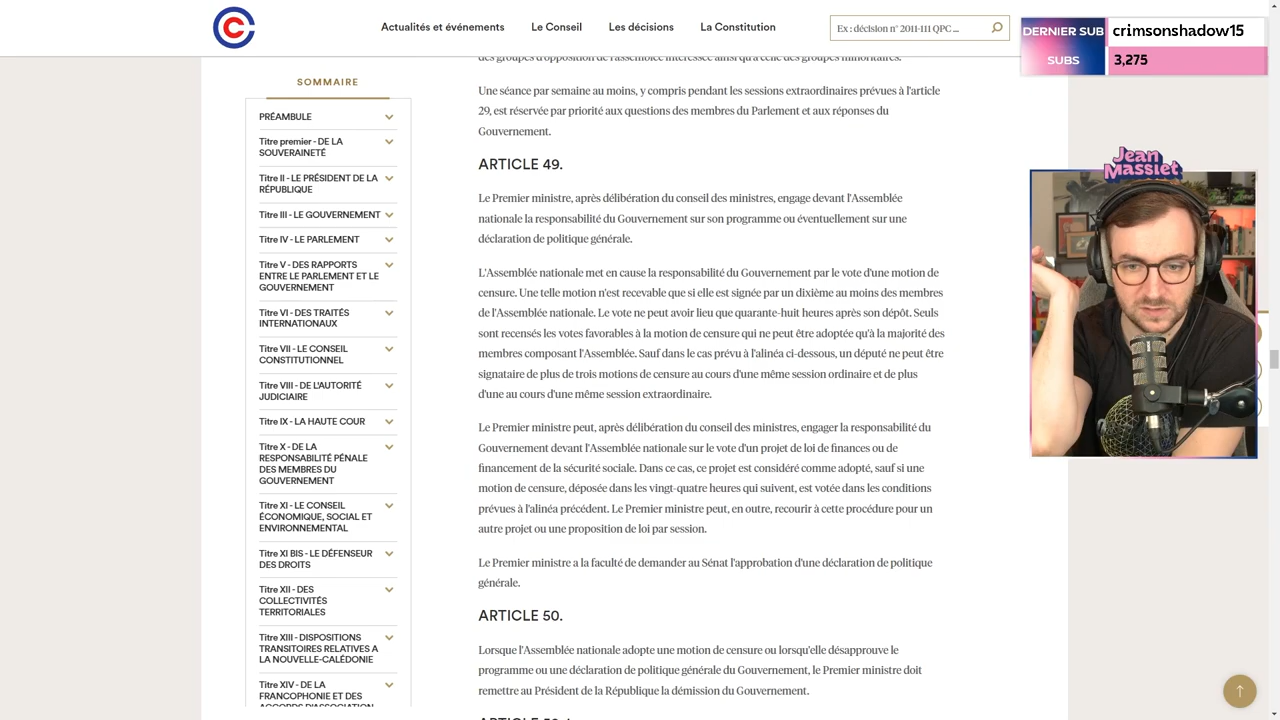 Actualités et événements
Le Conseil
Les décisions
La Constitution
Ex : décision n° 2011-111 QPC ...
DERNIER SUB
crimsonshadow15
SUBS
3,275
Jean
Massiet
SOMMAIRE
PRÉAMBULE
Titre premier - DE LA
SOUVERAINETÉ
Titre II - LE PRÉSIDENT DE LA
RÉPUBLIQUE
Titre III - LE GOUVERNEMENT
Titre IV - LE PARLEMENT
Titre V - DES RAPPORTS
ENTRE LE PARLEMENT ET LE
GOUVERNEMENT
Titre VI - DES TRAITÉS
INTERNATIONAUX
Titre VII - LE CONSEIL
CONSTITUTIONNEL
Titre VIII - DE L'AUTORITÉ
JUDICIAIRE
Titre IX - LA HAUTE COUR
Titre X - DE LA
RESPONSABILITÉ PÉNALE
DES MEMBRES DU
GOUVERNEMENT
Titre XI - LE CONSEIL
ÉCONOMIQUE, SOCIAL ET
ENVIRONNEMENTAL
Titre XI BIS - LE DÉFENSEUR
DES DROITS
Titre XII - DES
COLLECTIVITÉS
TERRITORIALES
Titre XIII - DISPOSITIONS
TRANSITOIRES RELATIVES A
LA NOUVELLE-CALÉDONIE
Titre XIV - DE LA
FRANCOPHONIE ET DES
ACCORDS D'ASSOCIATION
des groupes d'opposition de l'assemblée intéressée ainsi qu'à celle des groupes minoritaires.
Une séance par semaine au moins, y compris pendant les sessions extraordinaires prévues à l'article
29, est réservée par priorité aux questions des membres du Parlement et aux réponses du
Gouvernement.
ARTICLE 49.
Le Premier ministre, après délibération du conseil des ministres, engage devant l'Assemblée
nationale la responsabilité du Gouvernement sur son programme ou éventuellement sur une
déclaration de politique générale.
L'Assemblée nationale met en cause la responsabilité du Gouvernement par le vote d'une motion de
censure. Une telle motion n'est recevable que si elle est signée par un dixième au moins des membres
de l'Assemblée nationale. Le vote ne peut avoir lieu que quarante-huit heures après son dépôt. Seuls
sont recensés les votes favorables à la motion de censure qui ne peut être adoptée qu'à la majorité des
membres composant l'Assemblée. Sauf dans le cas prévu à l'alinéa ci-dessous, un député ne peut être
signataire de plus de trois motions de censure au cours d'une même session ordinaire et de plus
d'une au cours d'une même session extraordinaire.
Le Premier ministre peut, après délibération du conseil des ministres, engager la responsabilité du
Gouvernement devant l'Assemblée nationale sur le vote d'un projet de loi de finances ou de
financement de la sécurité sociale. Dans ce cas, ce projet est considéré comme adopté, sauf si une
motion de censure, déposée dans les vingt-quatre heures qui suivent, est votée dans les conditions
prévues à l'alinéa précédent. Le Premier ministre peut, en outre, recourir à cette procédure pour un
autre projet ou une proposition de loi par session.
Le Premier ministre a la faculté de demander au Sénat l'approbation d'une déclaration de politique
générale.
ARTICLE 50.
Lorsque l'Assemblée nationale adopte une motion de censure ou lorsqu'elle désapprouve le
programme ou une déclaration de politique générale du Gouvernement, le Premier ministre doit
remettre au Président de la République la démission du Gouvernement.